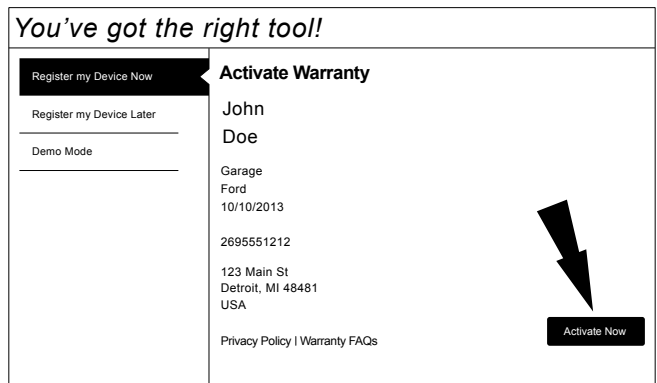 You've got the right tool!
Register my Device Now
Register my Device Later
Demo Mode
Activate Warranty
John
Doe
Garage
Ford
10/10/2013
2695551212
123 Main St
Detroit, MI 48481
USA
Privacy Policy | Warranty FAQs
Activate Now